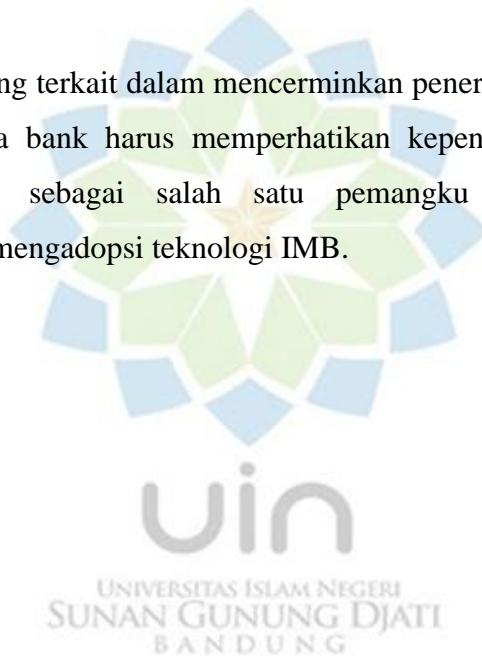 ng terkait dalam mencerminkan pener
a bank harus memperhatikan kepen
sebagai salah satu pemangku
mengadopsi teknologi IMB.
uin
UNIVERSITAS ISLAM NEGERI
SUNAN GUNUNG DJATI
BANDUNG